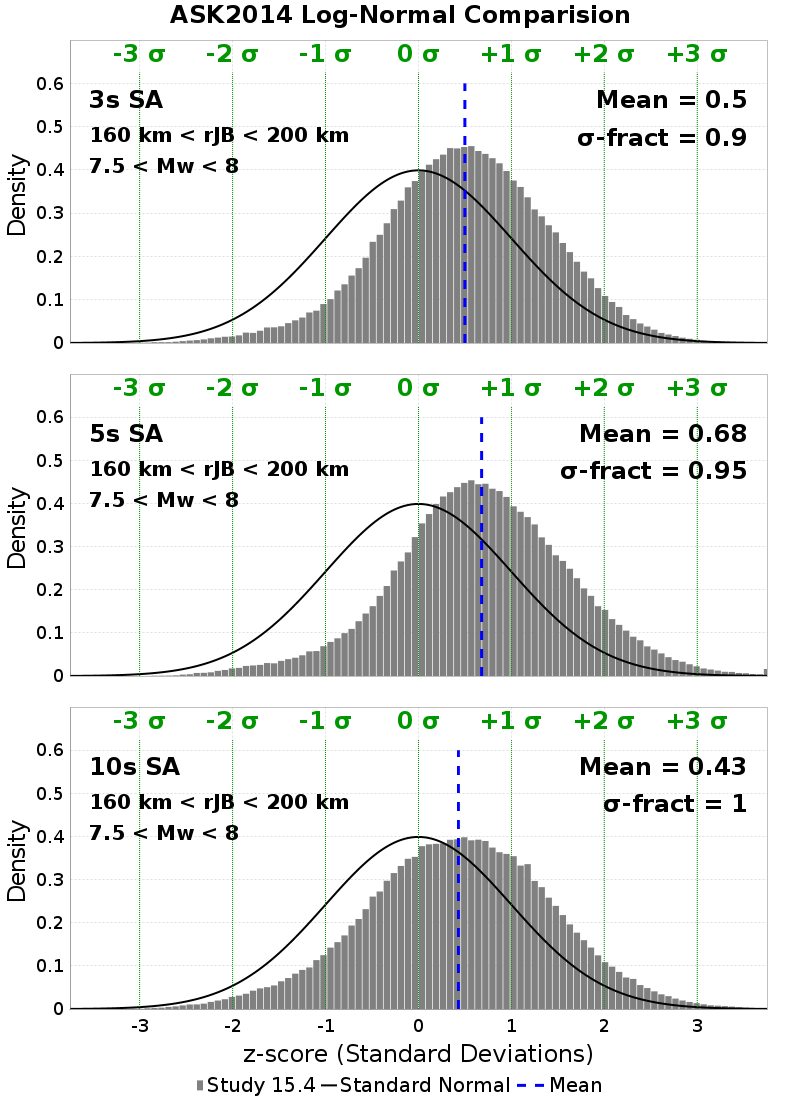 ASK2014 Log-Normal Comparision
-3 σ -2 σ -1 σ 0 σ +1 σ +2 σ +3 σ
3s SA
160 km < rJB < 200 km
7.5 < Mw < 8
Mean = 0.5
σ-fract = 0.9
0.6
0.5
0.4
0.3
0.2
0.1
0
Density
-3 σ -2 σ -1 σ 0 σ +1 σ +2 σ +3 σ
5s SA
160 km < rJB < 200 km
7.5 < Mw < 8
Mean = 0.68
σ-fract = 0.95
0.6
0.5
0.4
0.3
0.2
0.1
0
Density
-3 σ -2 σ -1 σ 0 σ +1 σ +2 σ +3 σ
10s SA
160 km < rJB < 200 km
7.5 < Mw < 8
Mean = 0.43
σ-fract = 1
0.6
0.5
0.4
0.3
0.2
0.1
0
Density
-3 -2 -1 0 1 2 3
z-score (Standard Deviations)
Study 15.4 Standard Normal Mean